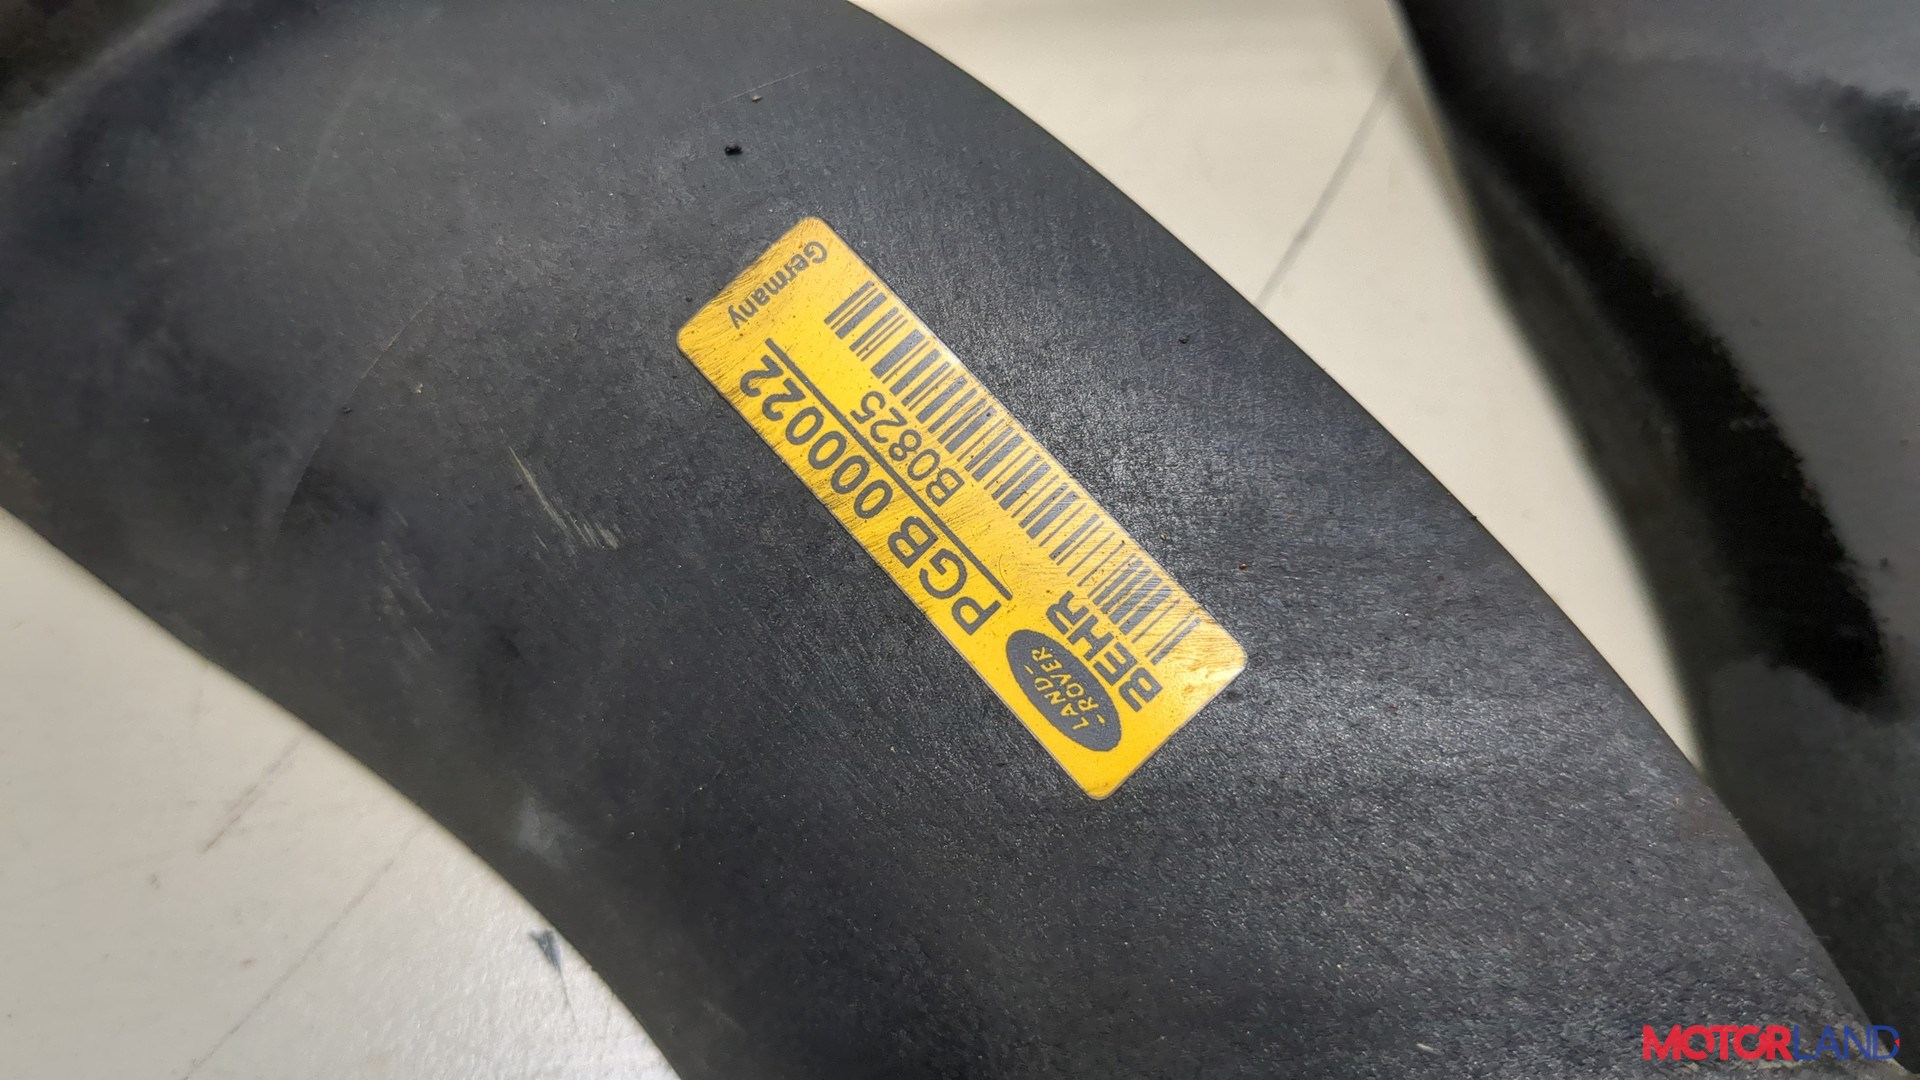 LAND-
-ROVER
BEHR
PGB 000022
B0825
Germany
MOTORLAND